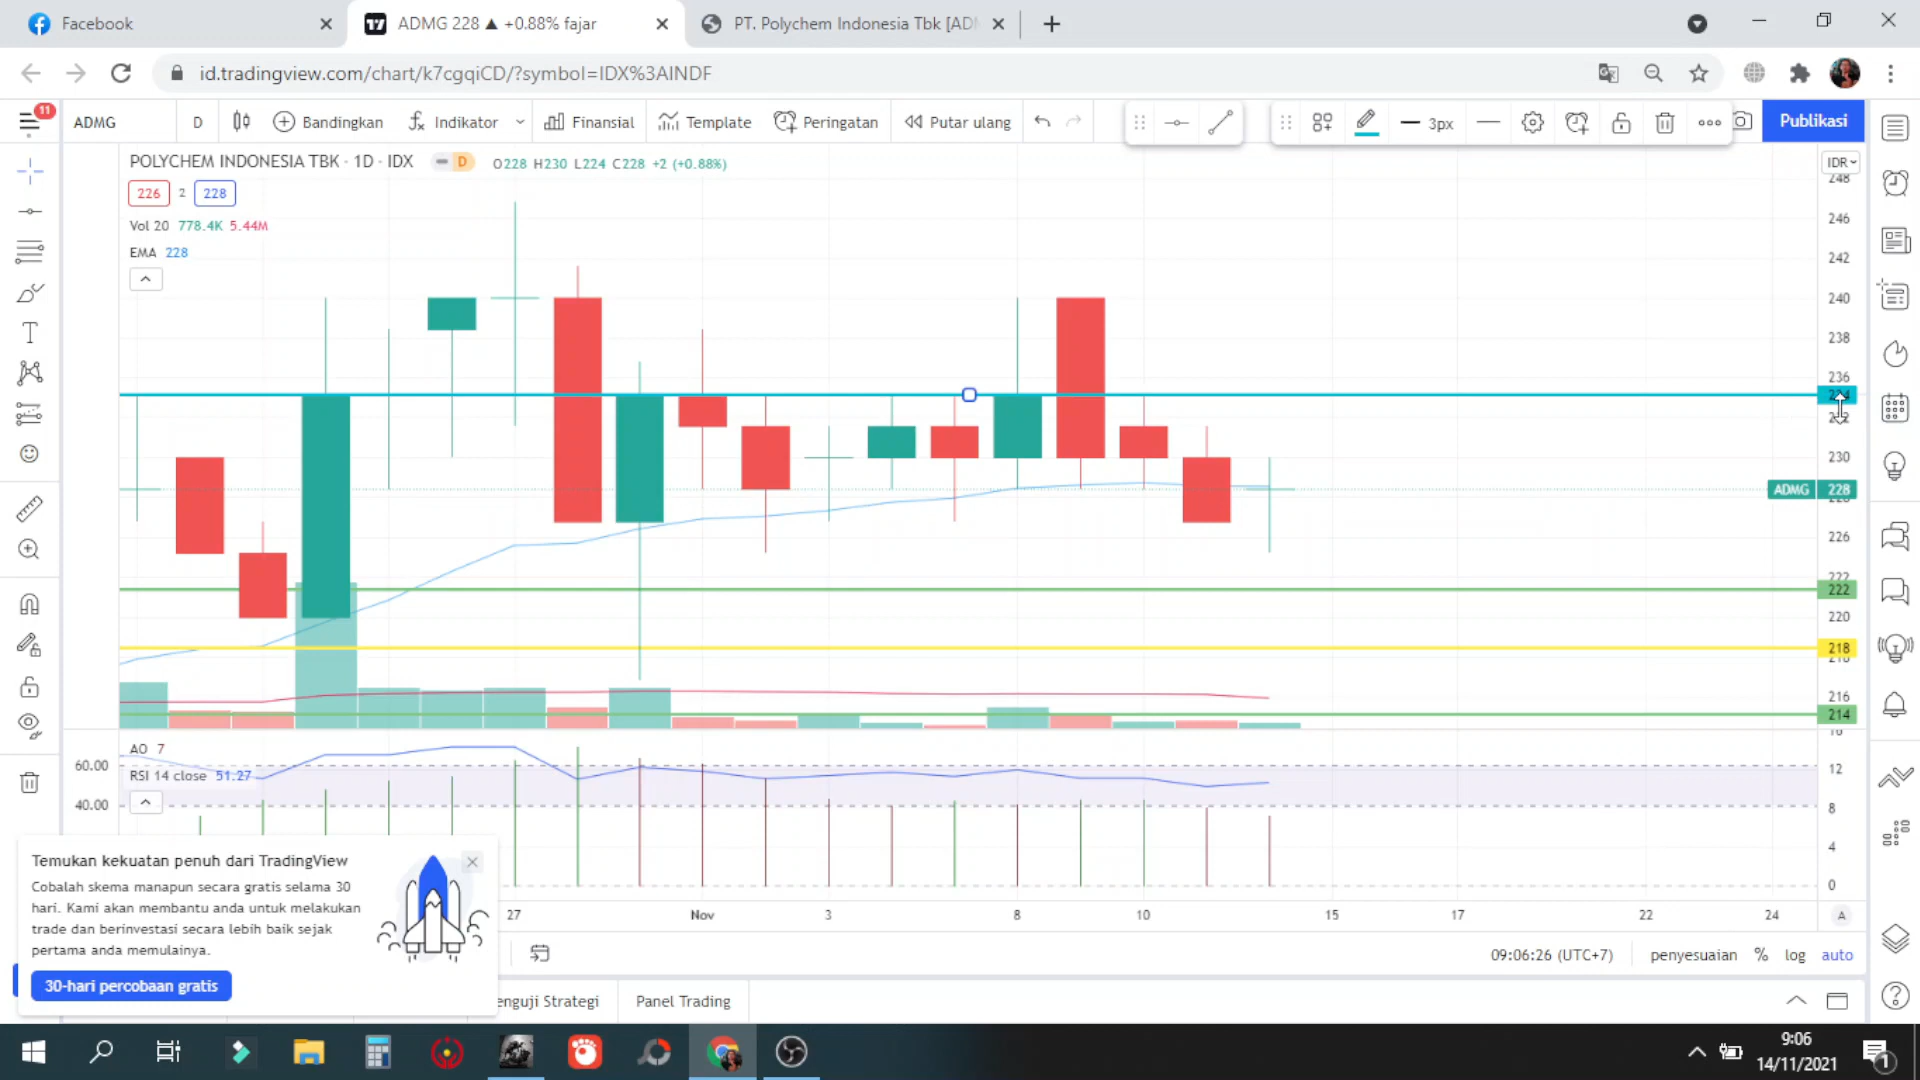 Facebook
ADMG 228 ▲ +0.88% fajar
PT. Polychem Indonesia Tbk [ADM
id.tradingview.com/chart/k7cgqiCD/?symbol=IDX%3AINDF
11
ADMG
D
Bandingkan
Indikator
Finansial
Template
Peringatan
Putar ulang
3px
Publikasi
POLYCHEM INDONESIA TBK · 1D · IDX
D
O228 H230 L224 C228 +2 (+0.88%)
IDR
226 2 228
Vol 20 778.4K 5.44M
EMA 228
248
246
242
240
238
236
234
232
230
ADMG 228
226
222
222
220
218
216
214
AO 7
RSI 14 close 51.27
60.00
40.00
12
8
4
0
27
Nov
3
8
10
15
17
22
24
A
Temukan kekuatan penuh dari TradingView
Cobalah skema manapun secara gratis selama 30
hari. Kami akan membantu anda untuk melakukan
trade dan berinvestasi secara lebih baik sejak
pertama anda memulainya.
30-hari percobaan gratis
09:06:26 (UTC+7)
penyesuaian
%
log
auto
enguji Strategi
Panel Trading
9:06
14/11/2021
1